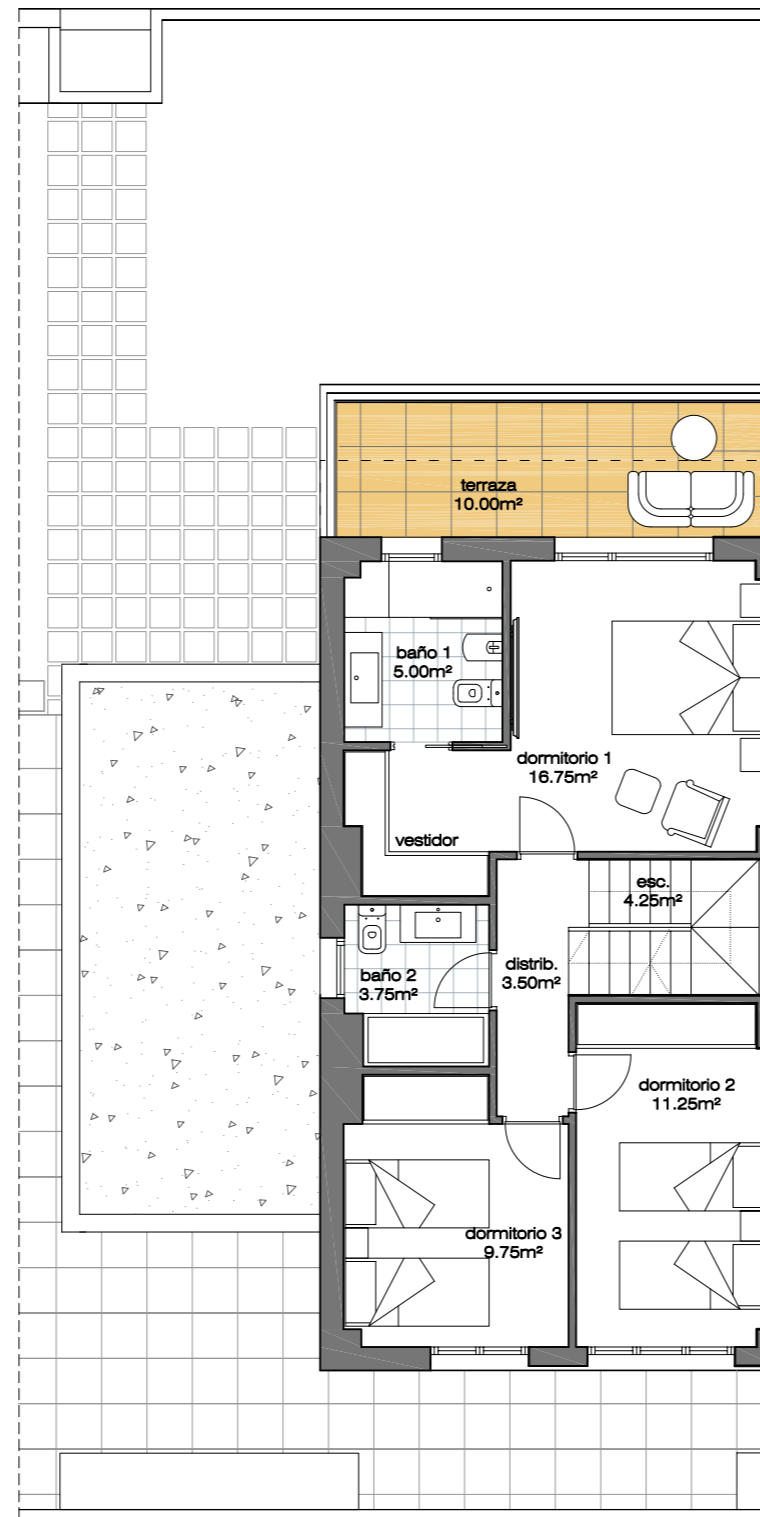 terraza
10.00m²
baño 1
5.00m²
dormitorio 1
16.75m²
vestidor
esc.
4.25m²
baño 2
3.75m²
distrib.
3.50m²
dormitorio 2
11.25m²
dormitorio 3
9.75m²